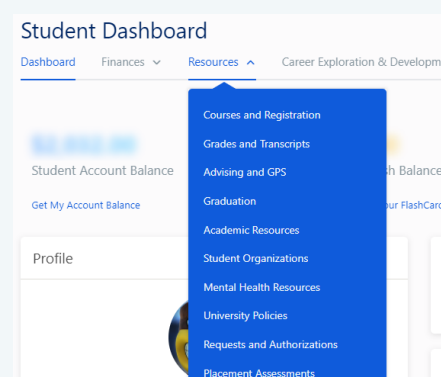 Student Dashboard
Dashboard Finances Resources Career Exploration & Developm
Courses and Registration
Grades and Transcripts
Student Account Balance Advising and GPS sh Balance
Get My Account Balance Graduation our FlashCard
Academic Resources
Profile Student Organizations
Mental Health Resources
University Policies
Requests and Authorizations
Placement Assessments